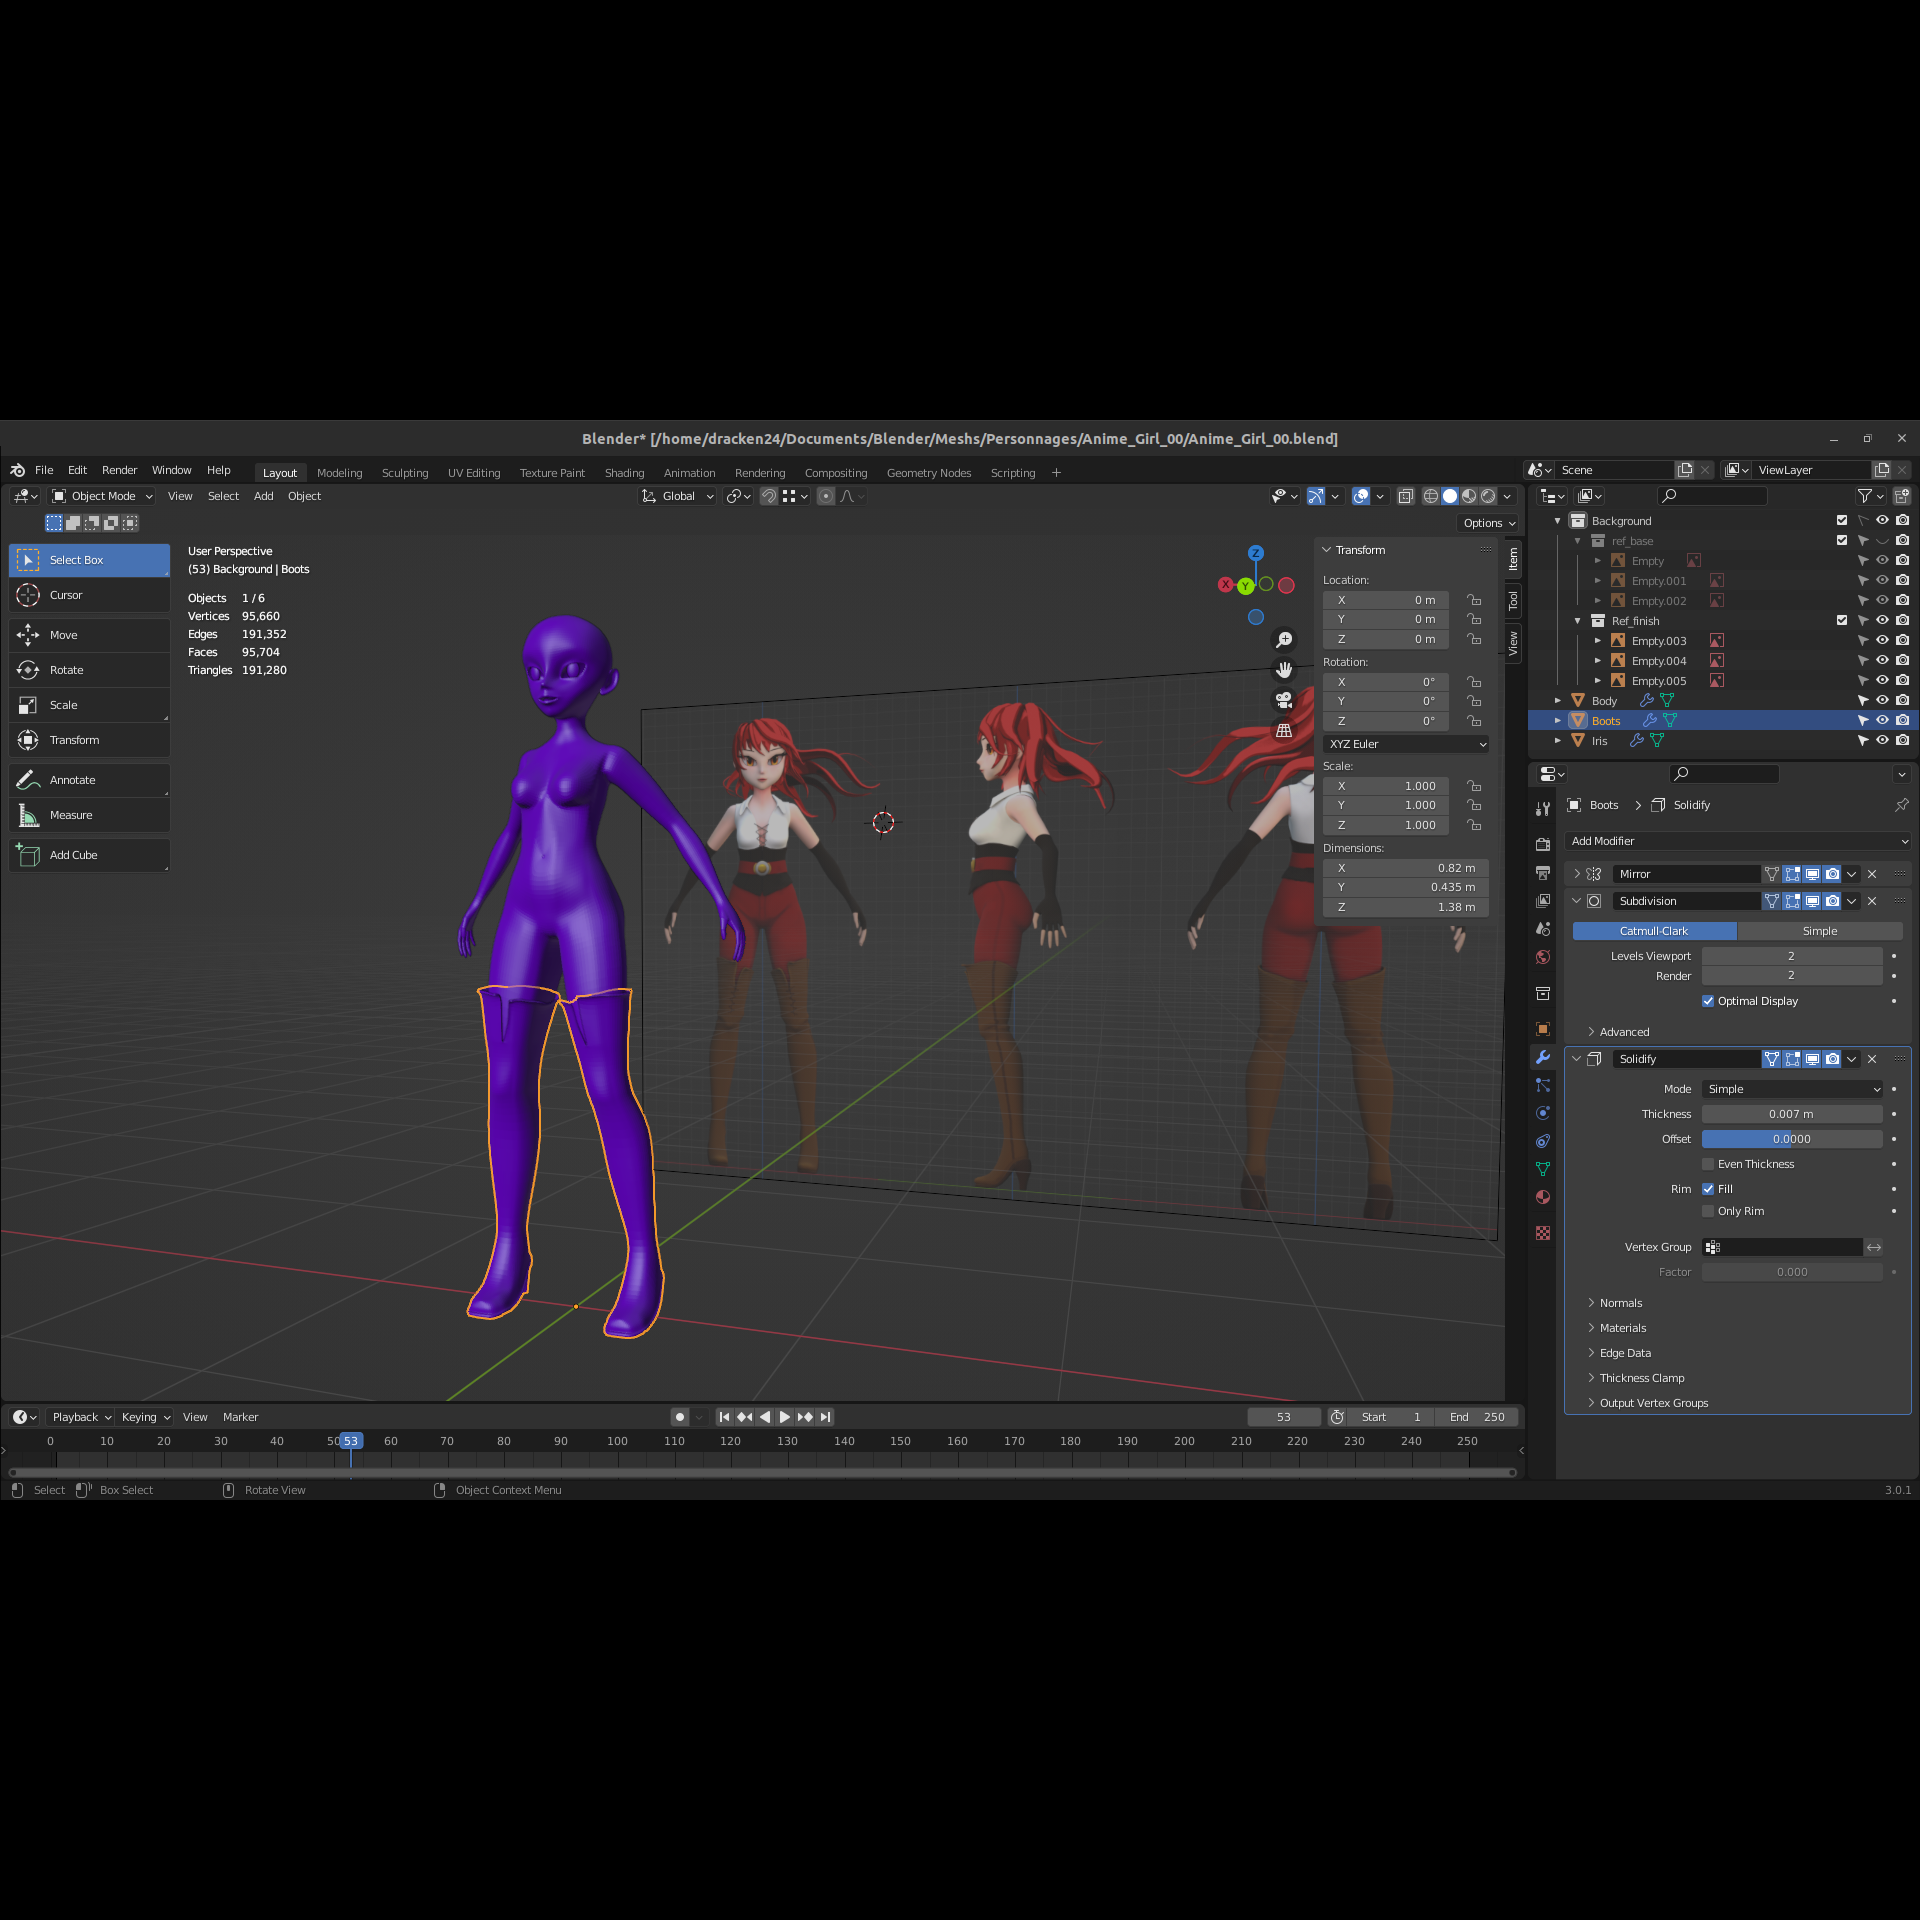 Blender* [/home/dracken24/Documents/Blender/Meshs/Personnages/Anime_Girl_00/Anime_Girl_00.blend]
File Edit Render Window Help Layout Modeling Sculpting UV Editing Texture Paint Shading Animation Rendering Compositing Geometry Nodes Scripting + Scene ViewLayer
Object Mode View Select Add Object Global
Options
Select Box
Cursor
Move
Rotate
Scale
Transform
Annotate
Measure
Add Cube
User Perspective
(53) Background | Boots
Objects 1 / 6
Vertices 95,660
Edges 191,352
Faces 95,704
Triangles 191,280
Z
X
Y
Transform
Location:
X 0 m
Y 0 m
Z 0 m
Rotation:
X 0°
Y 0°
Z 0°
XYZ Euler
Scale:
X 1.000
Y 1.000
Z 1.000
Dimensions:
X 0.82 m
Y 0.435 m
Z 1.38 m
Item
Tool
View
Background
ref_base
Empty
Empty.001
Empty.002
Ref_finish
Empty.003
Empty.004
Empty.005
Body
Boots
Iris
Boots > Solidify
Add Modifier
Mirror
Subdivision
Catmull-Clark Simple
Levels Viewport 2
Render 2
Optimal Display
Advanced
Solidify
Mode Simple
Thickness 0.007 m
Offset 0.0000
Even Thickness
Rim Fill
Only Rim
Vertex Group
Factor 0.000
Normals
Materials
Edge Data
Thickness Clamp
Output Vertex Groups
Playback Keying View Marker 53 Start 1 End 250
0 10 20 30 40 50 53 60 70 80 90 100 110 120 130 140 150 160 170 180 190 200 210 220 230 240 250
Select Box Select Rotate View Object Context Menu 3.0.1